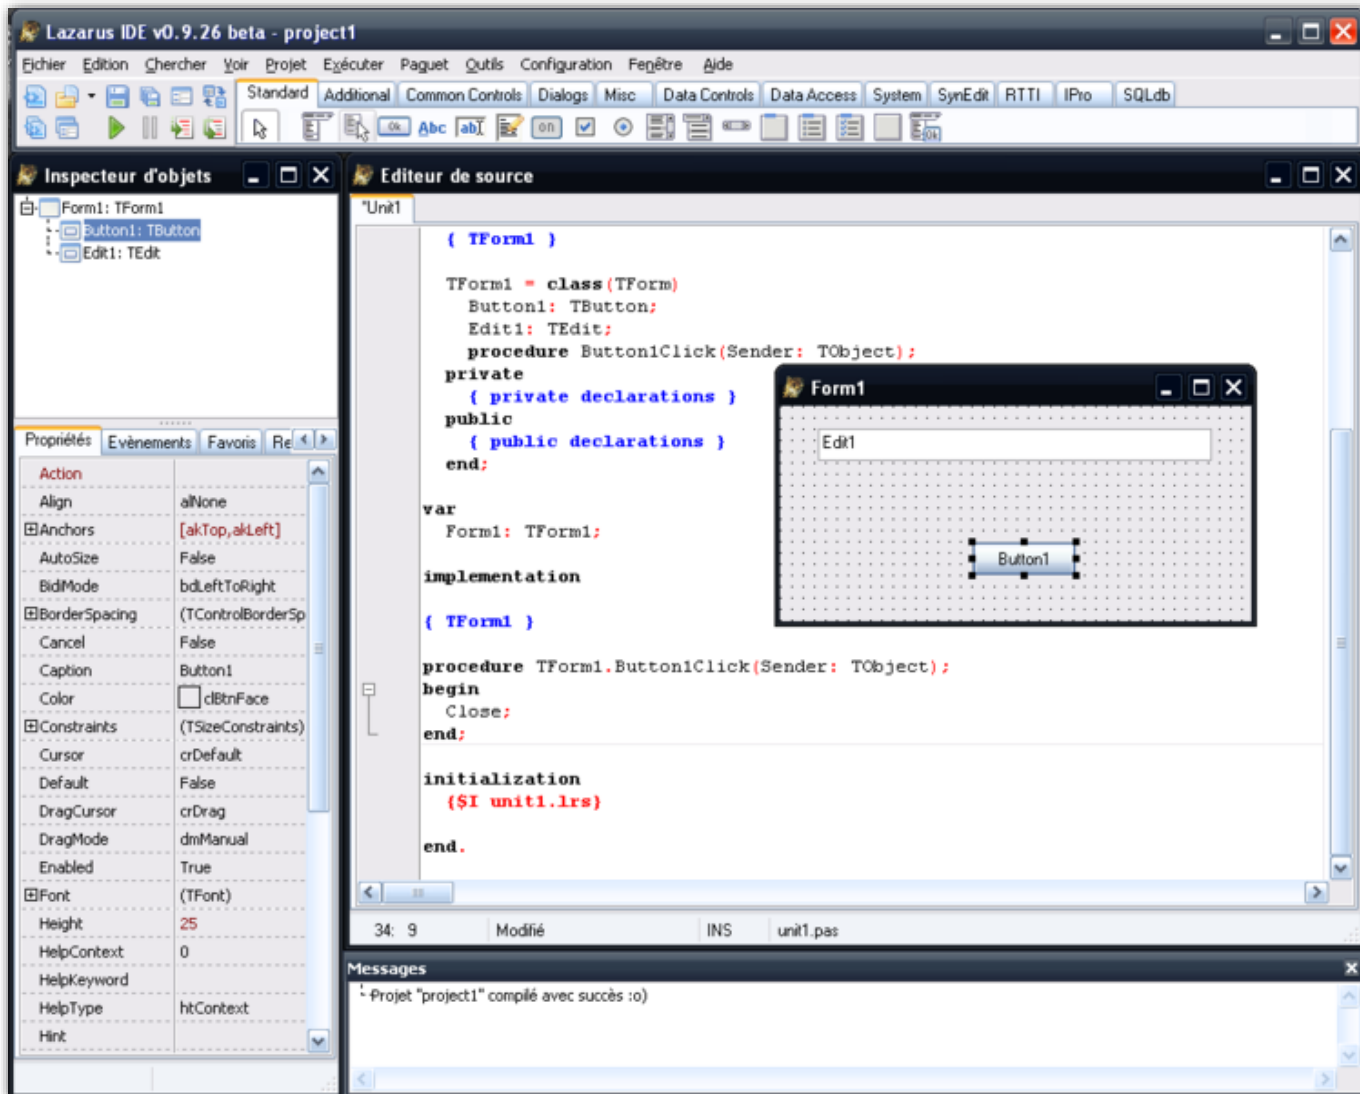 Lazarus IDE v0.9.26 beta - project1
Fichier Edition Chercher Voir Projet Exécuter Paquet Outils Configuration Fenêtre Aide
Standard Additional Common Controls Dialogs Misc Data Controls Data Access System SynEdit RTTI IPro SQLdb
Ok Abc abI on Ok
Inspecteur d'objets
Form1: TForm1
Button1: TButton
Edit1: TEdit
Propriétés Evènements Favoris Re
Action
Align alNone
Anchors [akTop,akLeft]
AutoSize False
BidiMode bdLeftToRight
BorderSpacing (TControlBorderSp
Cancel False
Caption Button1
Color clBtnFace
Constraints (TSizeConstraints)
Cursor crDefault
Default False
DragCursor crDrag
DragMode dmManual
Enabled True
Font (TFont)
Height 25
HelpContext 0
HelpKeyword
HelpType htContext
Hint
Editeur de source
*Unit1
{ TForm1 }
TForm1 = class(TForm)
Button1: TButton;
Edit1: TEdit;
procedure Button1Click(Sender: TObject);
private
{ private declarations }
public
{ public declarations }
end;
var
Form1: TForm1;
implementation
{ TForm1 }
procedure TForm1.Button1Click(Sender: TObject);
begin
Close;
end;
initialization
{$I unit1.lrs}
end.
34: 9 Modifié INS unit1.pas
Form1
Edit1
Button1
Messages
Projet "project1" compilé avec succès :o)